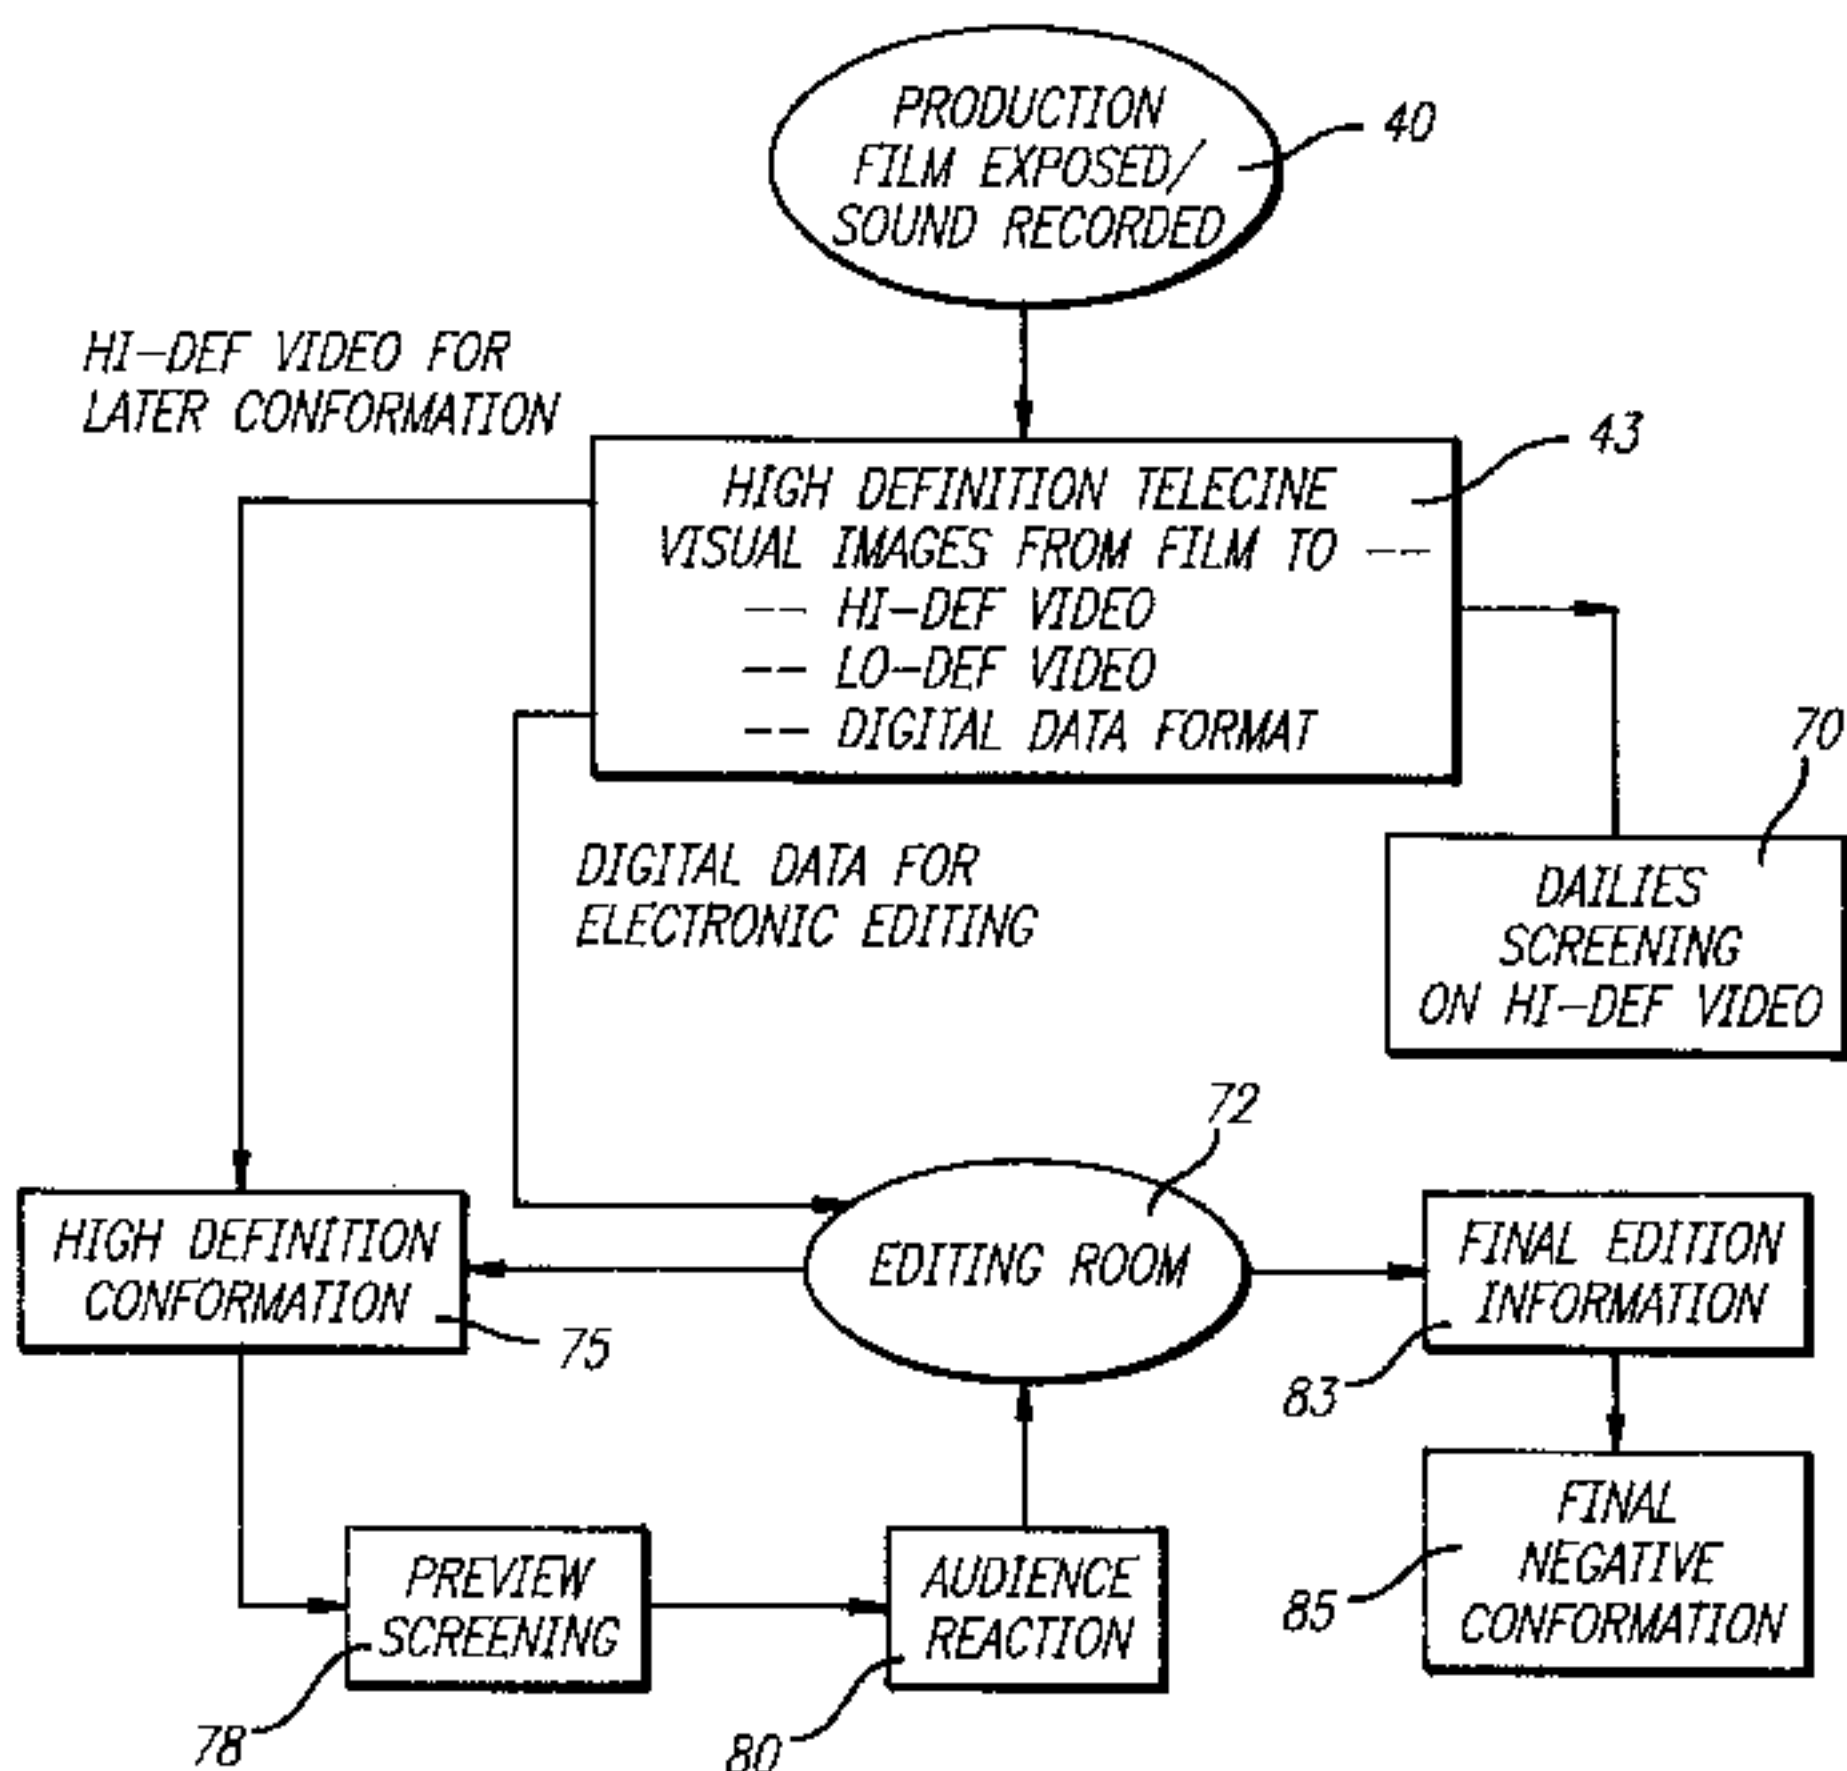 PRODUCTION
FILM EXPOSED/
SOUND RECORDED
40
HI-DEF VIDEO FOR
LATER CONFORMATION
43
HIGH DEFINITION TELECINE
VISUAL IMAGES FROM FILM TO --
-- HI-DEF VIDEO
-- LO-DEF VIDEO
-- DIGITAL DATA FORMAT
70
DIGITAL DATA FOR
ELECTRONIC EDITING
DAILIES
SCREENING
ON HI-DEF VIDEO
72
HIGH DEFINITION
CONFORMATION
75
EDITING ROOM
FINAL EDITION
INFORMATION
83
PREVIEW
SCREENING
78
AUDIENCE
REACTION
80
FINAL
NEGATIVE
CONFORMATION
85